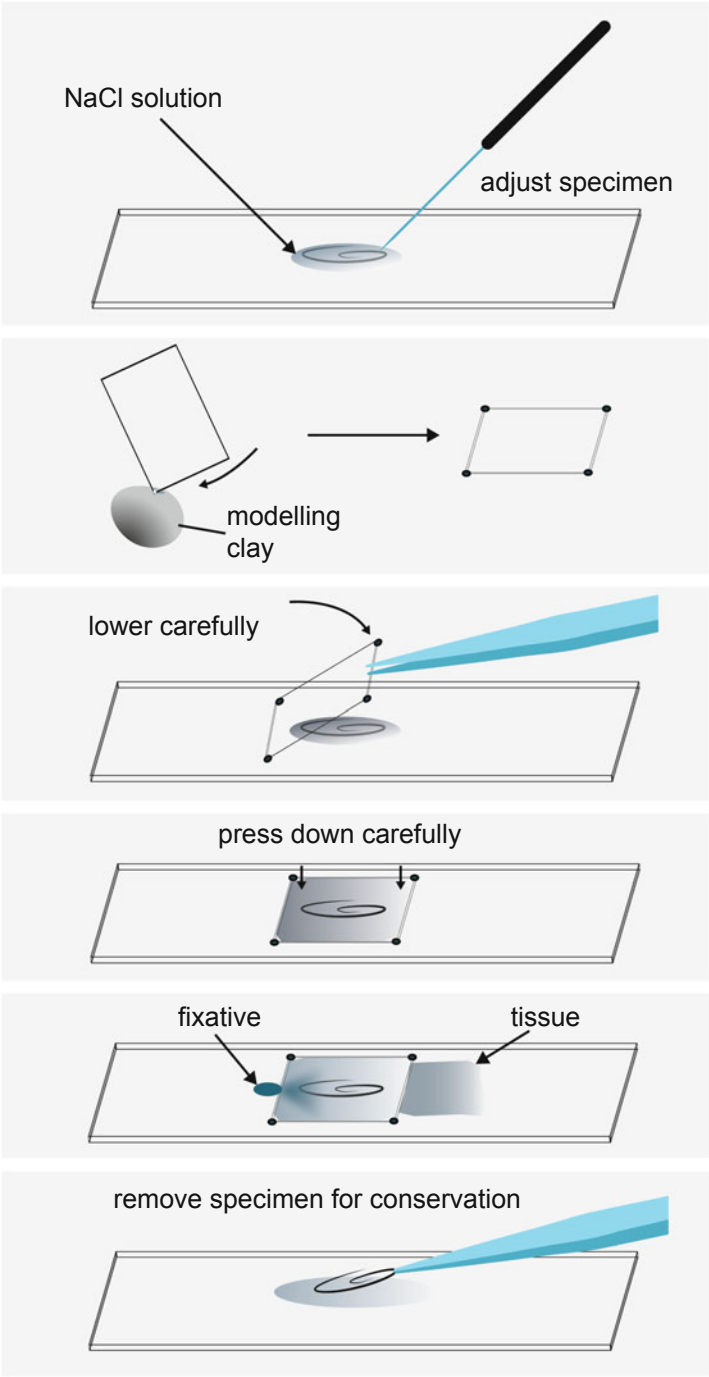 NaCl solution
adjust specimen
modelling
clay
lower carefully
press down carefully
fixative
tissue
remove specimen for conservation